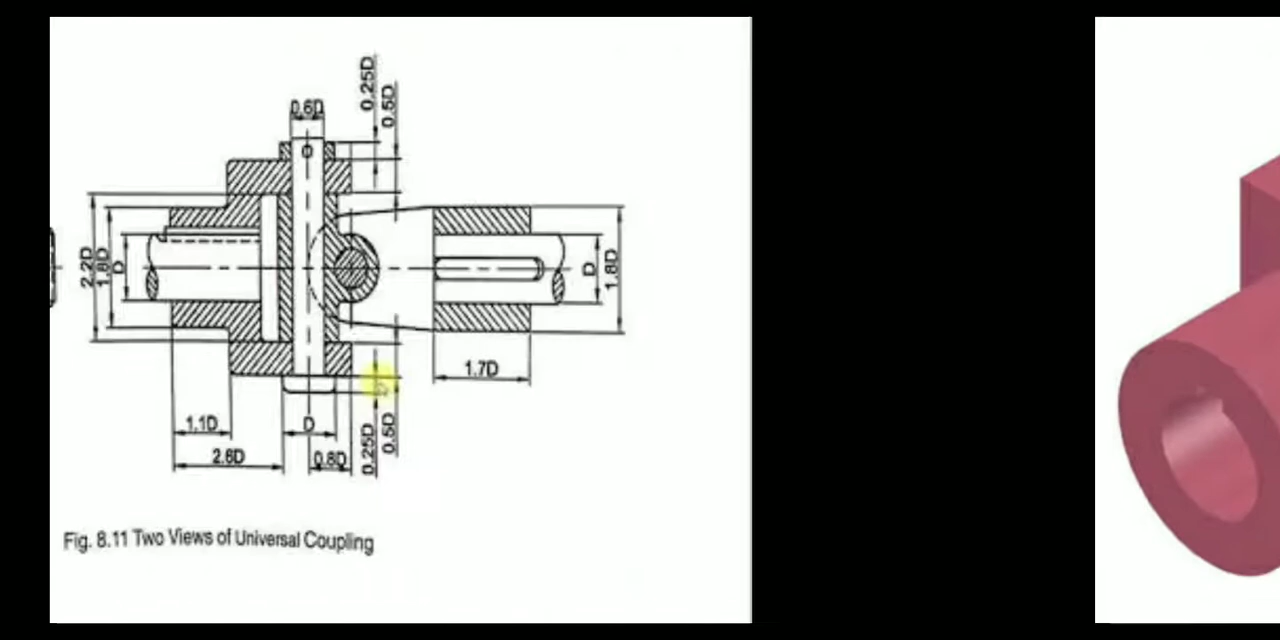 0.25D
0.5D
0.6D
2.2D
1.8D
D
D
1.8D
1.7D
1.1D
D
2.6D
0.8D
0.25D
0.5D
Fig. 8.11 Two Views of Universal Coupling